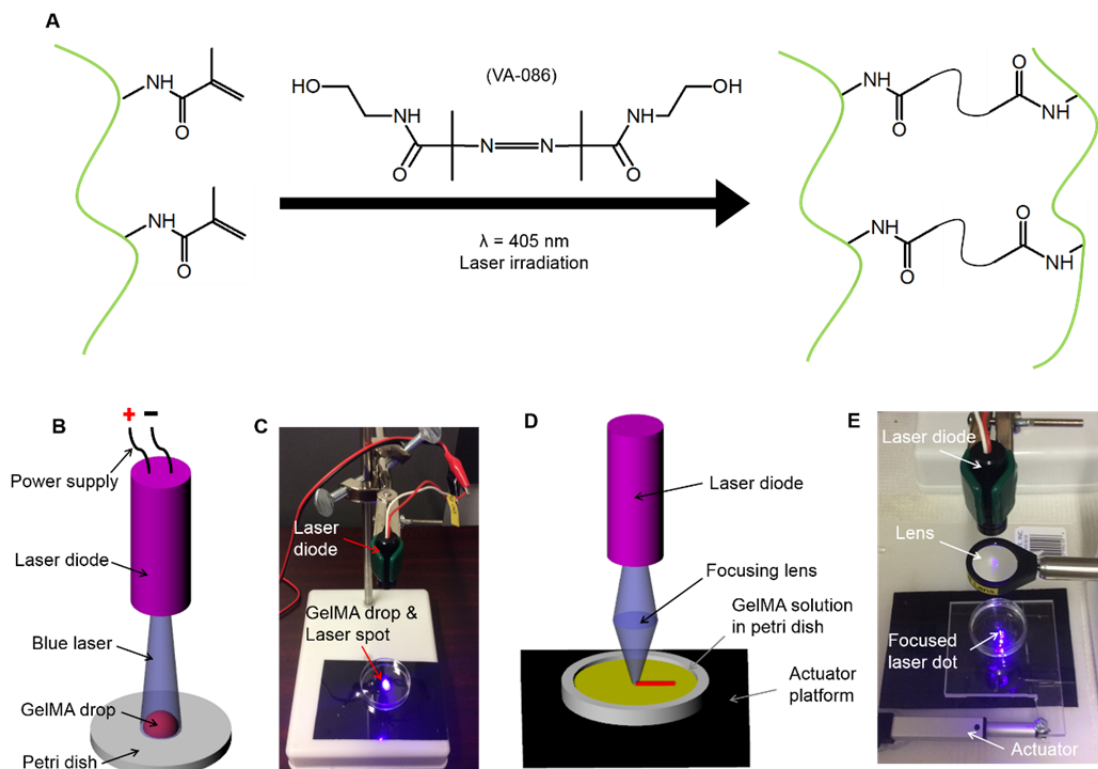 A
NH
O
NH
O
(VA-086)
HO
OH
NH
HN
N
N
O
O
λ = 405 nm
Laser irradiation
NH
O
O
NH
NH
O
O
NH
B
+ −
Power supply
Laser diode
Blue laser
GelMA drop
Petri dish
C
Laser
diode
GelMA drop &
Laser spot
D
Laser diode
Focusing lens
GelMA solution
in petri dish
Actuator
platform
E
Laser diode
Lens
Focused
laser dot
Actuator